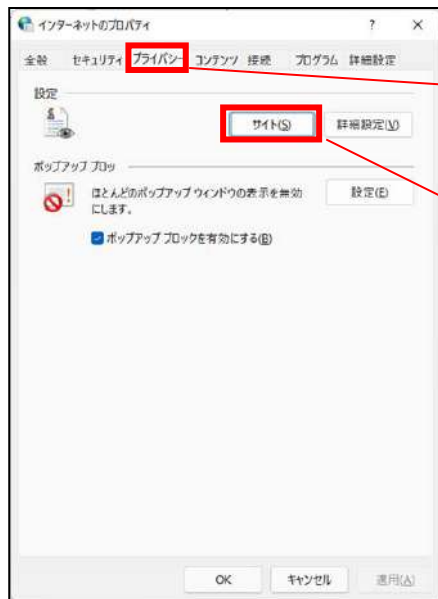 インターネットのプロパティ ? ×
全般 セキュリティ プライバシー コンテンツ 接続 プログラム 詳細設定
設定
サイト(S) 詳細設定(V)
ポップアップ ブロッ
ほとんどのポップアップ ウィンドウの表示を無効 設定(E)
にします。
ポップアップ ブロックを有効にする(B)
OK キャンセル 適用(A)